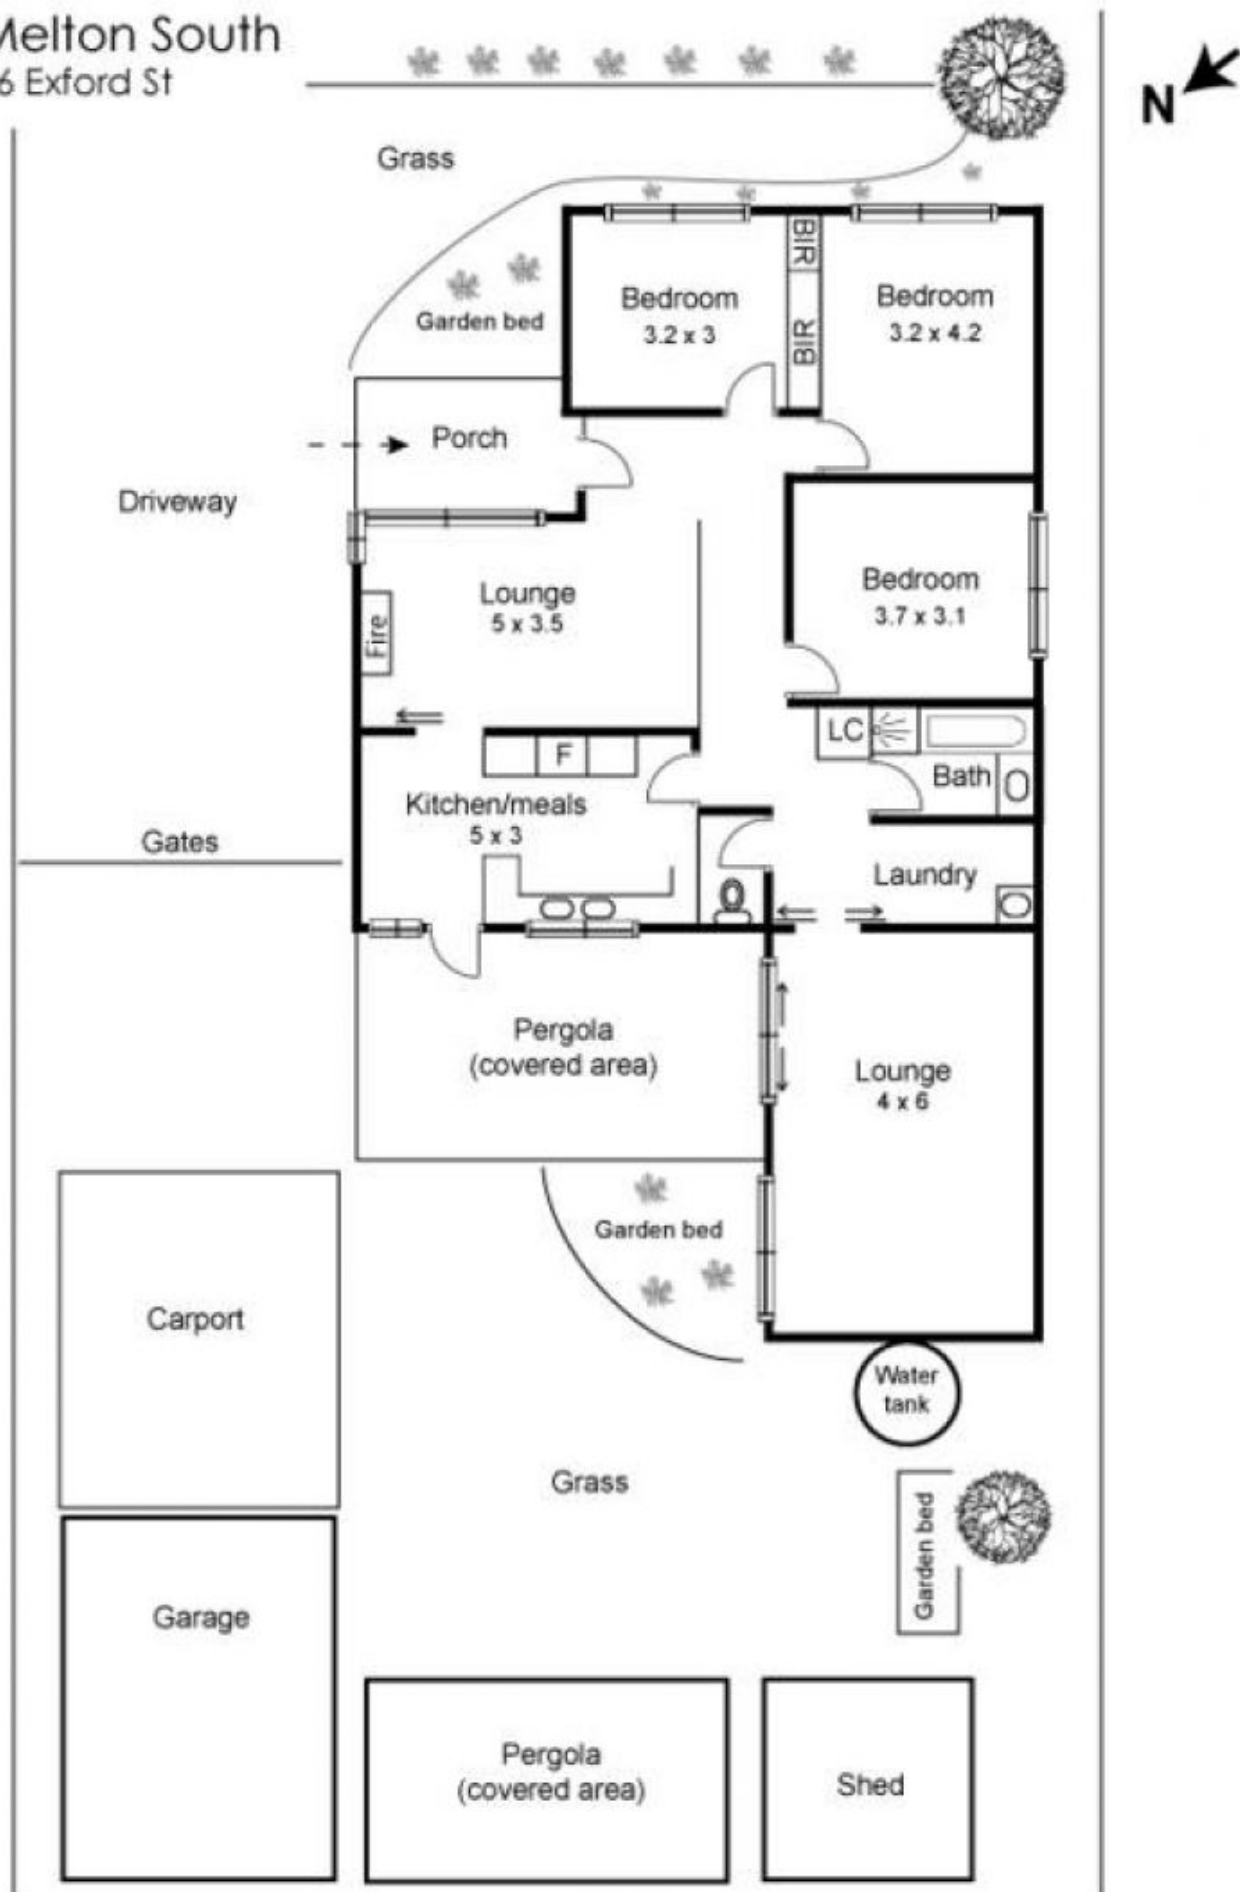 Melton South
6 Exford St
N
Grass
BIR
Bedroom
3.2 x 3
Bedroom
3.2 x 4.2
BIR
Garden bed
Porch
Driveway
Lounge
5 x 3.5
Bedroom
3.7 x 3.1
Fire
LC
F
Bath
Kitchen/meals
5 x 3
Gates
Laundry
Pergola
(covered area)
Lounge
4 x 6
Garden bed
Carport
Water
tank
Grass
Garden bed
Garage
Pergola
(covered area)
Shed